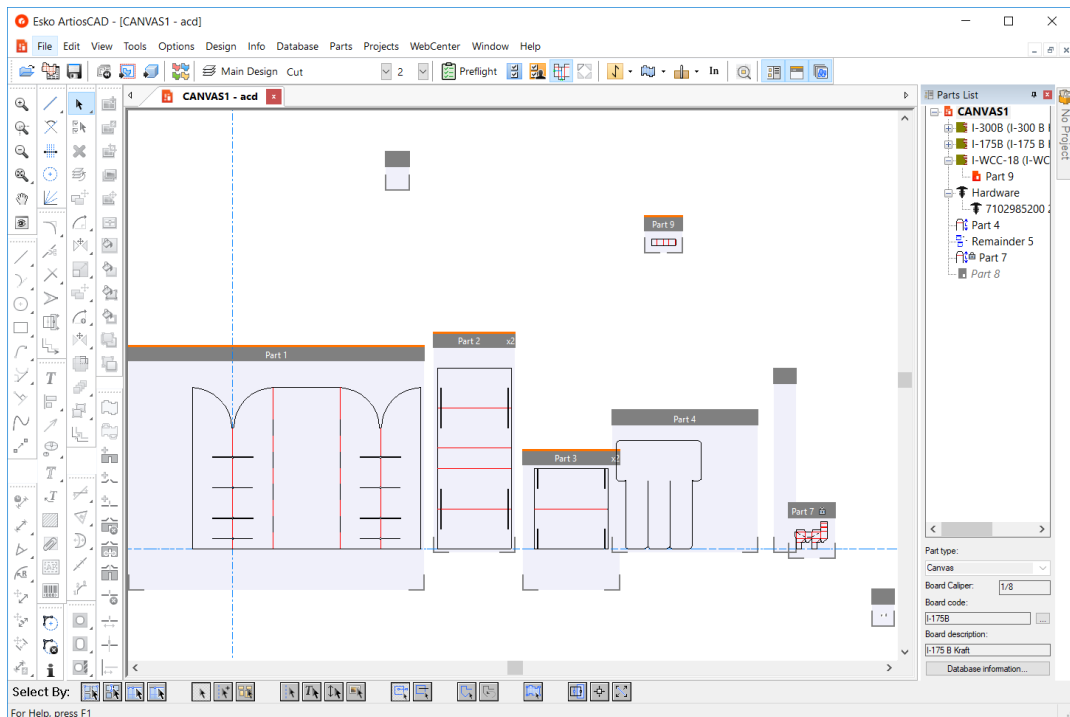 Esko ArtiosCAD - [CANVAS1 - acd]
File Edit View Tools Options Design Info Database Parts Projects WebCenter Window Help
Main Design Cut 2 Preflight In
CANVAS1 - acd
Parts List
No Project
CANVAS1
I-300B (I-300 B
I-175B (I-175 B
I-WCC-18 (I-WC
Part 9
Hardware
7102985200
Part 4
Remainder 5
Part 7
Part 8
Part 9
Part 1
Part 2 x2
Part 3 x2
Part 4
Part 7
Part type:
Canvas
Board Caliper: 1/8
Board code:
I-175B ...
Board description:
I-175 B Kraft
Database information...
Select By:
For Help, press F1